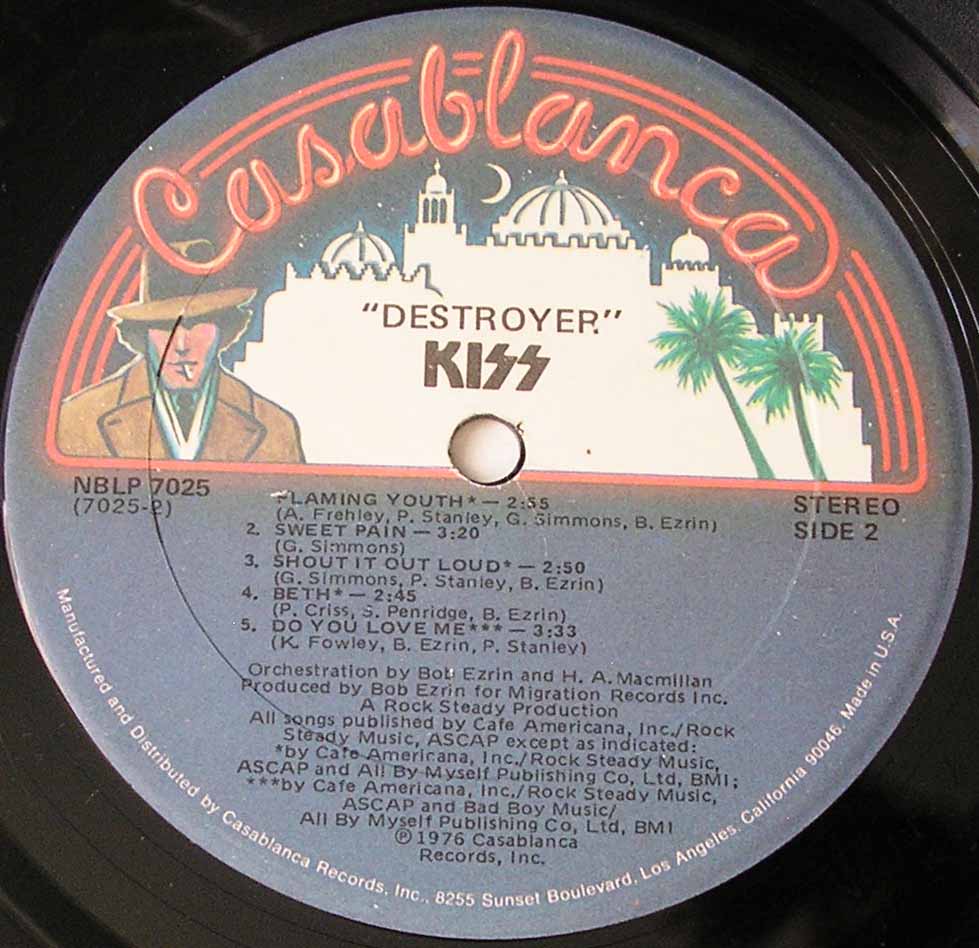 Casablanca
"DESTROYER"
KISS
NBLP 7025
(7025-2)
STEREO
SIDE 2
FLAMING YOUTH* — 2:55
(A. Frehley, P. Stanley, G. Simmons, B. Ezrin)
2. SWEET PAIN — 3:20
(G. Simmons)
3. SHOUT IT OUT LOUD* — 2:50
(G. Simmons, P. Stanley, B. Ezrin)
4. BETH* — 2:45
(P. Criss, S. Penridge, B. Ezrin)
5. DO YOU LOVE ME*** — 3:33
(K. Fowley, B. Ezrin, P. Stanley)
Orchestration by Bob Ezrin and H. A. Macmillan
Produced by Bob Ezrin for Migration Records Inc.
A Rock Steady Production
All songs published by Cafe Americana, Inc./Rock
Steady Music, ASCAP except as indicated:
*by Cafe Americana, Inc./Rock Steady Music,
ASCAP and All By Myself Publishing Co, Ltd, BMI;
***by Cafe Americana, Inc./Rock Steady Music,
ASCAP and Bad Boy Music/
All By Myself Publishing Co, Ltd, BMI
℗ 1976 Casablanca
Records, Inc.
Manufactured and Distributed by Casablanca Records, Inc., 8255 Sunset Boulevard, Los Angeles, California 90046. Made in U.S.A.